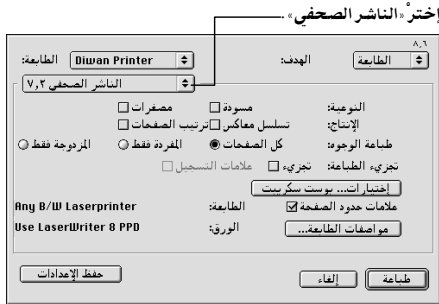 إخترْ «الناشر الصحفي».
٨,٦
الهدف: الطابعة الطابعة: Diwan Printer
الناشر الصحفي ٧,٢
النوعية: مسودة مصغرات
الإنتاج: تسلسل معاكس ترتيب الصفحات
طباعة الوجوه: كل الصفحات المفردة فقط المزدوجة فقط
تجزيء الطباعة: تجزيء علامات التسجيل
إختيارات... بوست سكريبت
علامات حدود الصفحة الطابعة: Any B/W Laserprinter
مواصفات الطابعة... الورق: Use LaserWriter 8 PPD
طباعة إلغاء حفظ الإعدادات